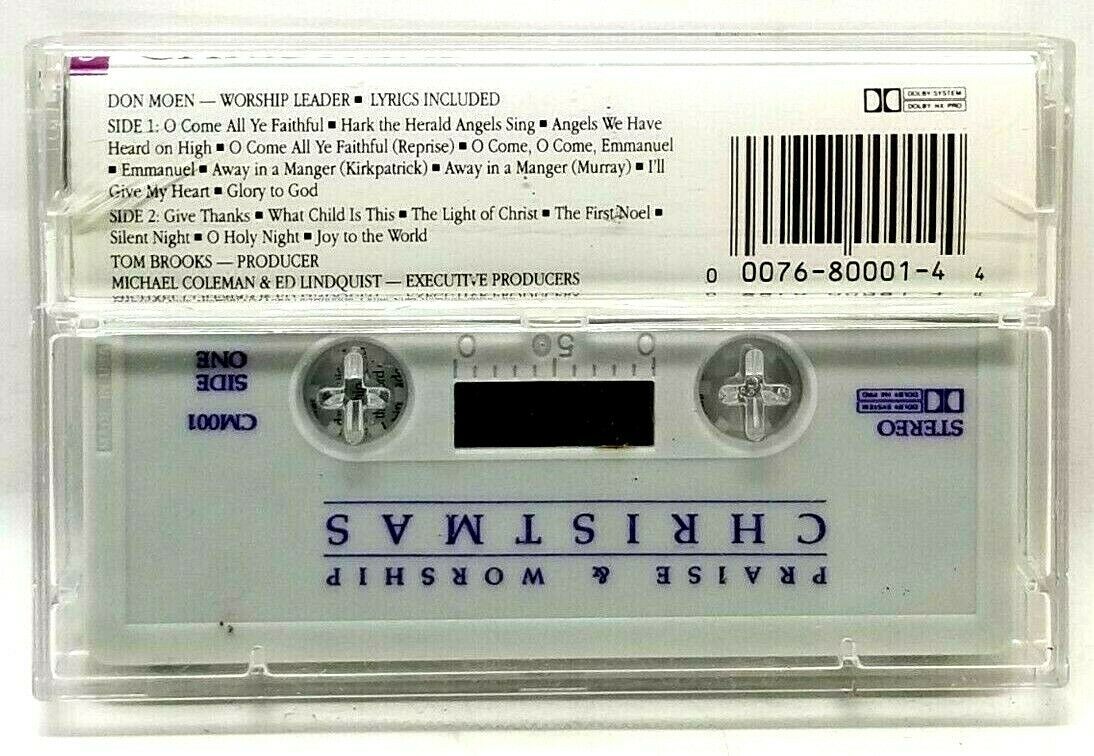 DON MOEN — WORSHIP LEADER ■ LYRICS INCLUDED
DOLBY SYSTEM
DOLBY HX PRO
SIDE 1: O Come All Ye Faithful ■ Hark the Herald Angels Sing ■ Angels We Have
Heard on High ■ O Come All Ye Faithful (Reprise) ■ O Come, O Come, Emmanuel
■ Emmanuel ■ Away in a Manger (Kirkpatrick) ■ Away in a Manger (Murray) ■ I'll
Give My Heart ■ Glory to God
SIDE 2: Give Thanks ■ What Child Is This ■ The Light of Christ ■ The First Noel ■
Silent Night ■ O Holy Night ■ Joy to the World
TOM BROOKS — PRODUCER
MICHAEL COLEMAN & ED LINDQUIST — EXECUTIVE PRODUCERS
0 0076-80001-4 4
PRAISE & WORSHIP
CHRISTMAS
STEREO
DOLBY SYSTEM
DOLBY HX PRO
CM001
SIDE
ONE
0 50 0